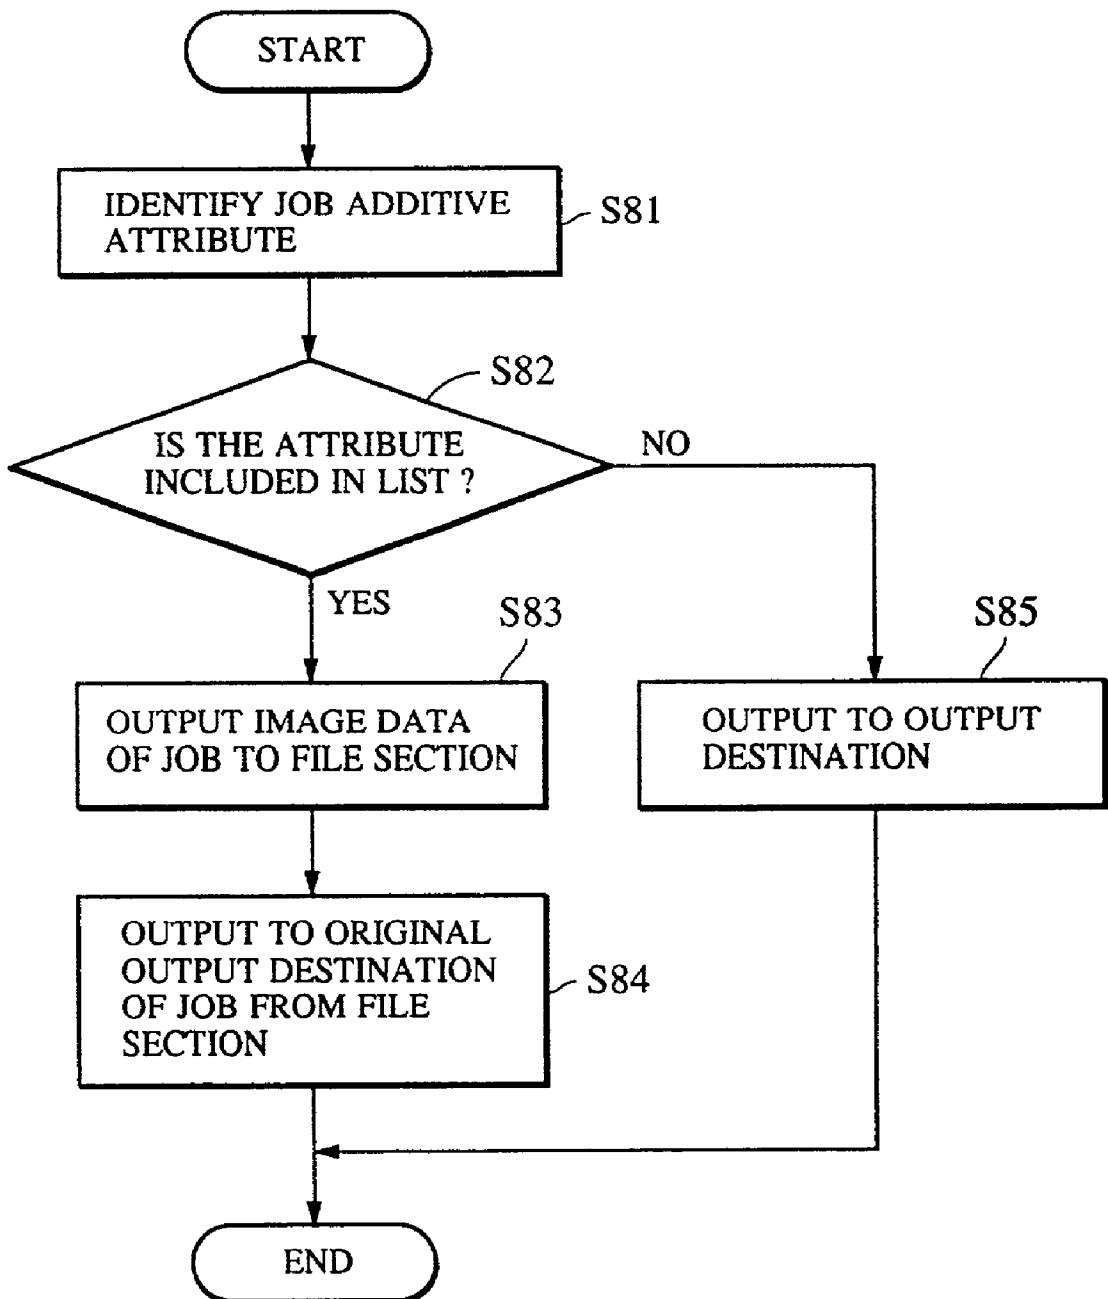 START
IDENTIFY JOB ADDITIVE
ATTRIBUTE
S81
S82
IS THE ATTRIBUTE
INCLUDED IN LIST ?
NO
YES
S83
OUTPUT IMAGE DATA
OF JOB TO FILE SECTION
S85
OUTPUT TO OUTPUT
DESTINATION
OUTPUT TO ORIGINAL
OUTPUT DESTINATION
OF JOB FROM FILE
SECTION
S84
END